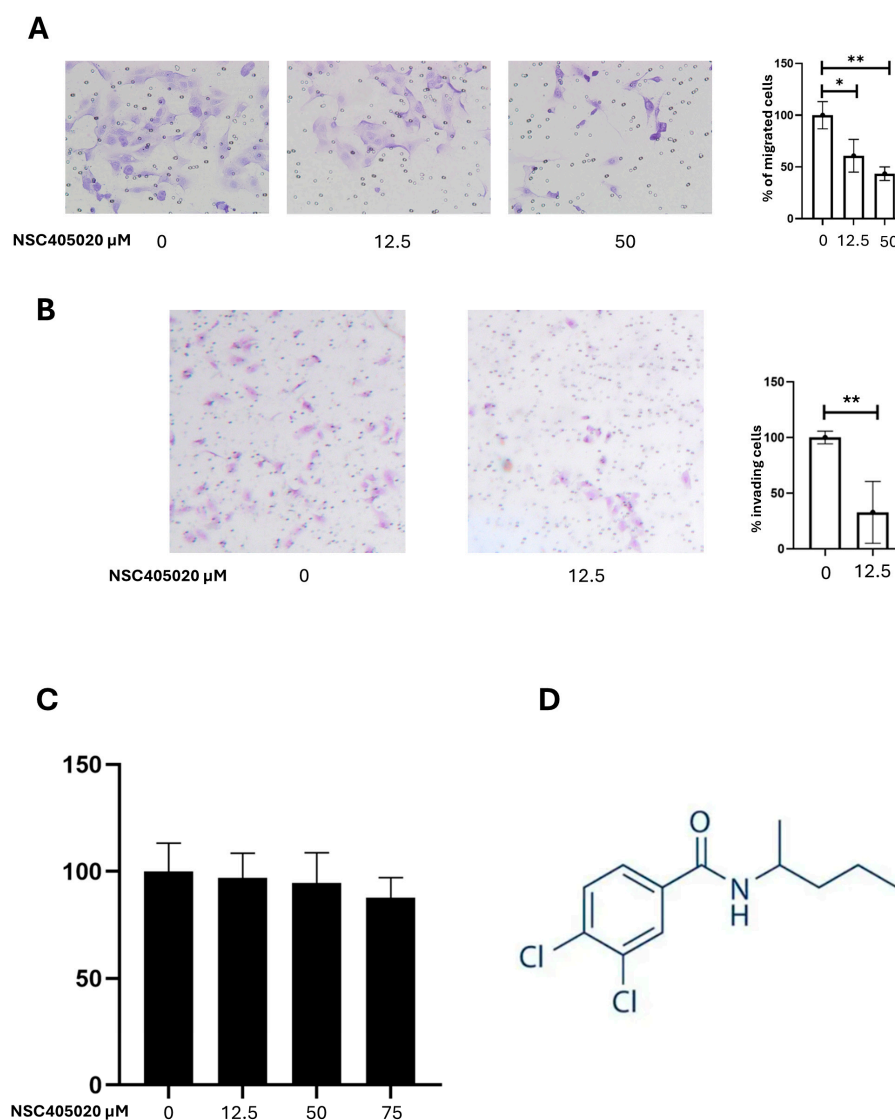 A
150
100
50
0
% of migrated cells
**
*
0 12.5 50
NSC405020 µM 0 12.5 50
B
150
100
50
0
% invading cells
**
0 12.5
NSC405020 µM 0 12.5
C
D
150
100
50
0
NSC405020 µM 0 12.5 50 75
O
N
H
Cl
Cl